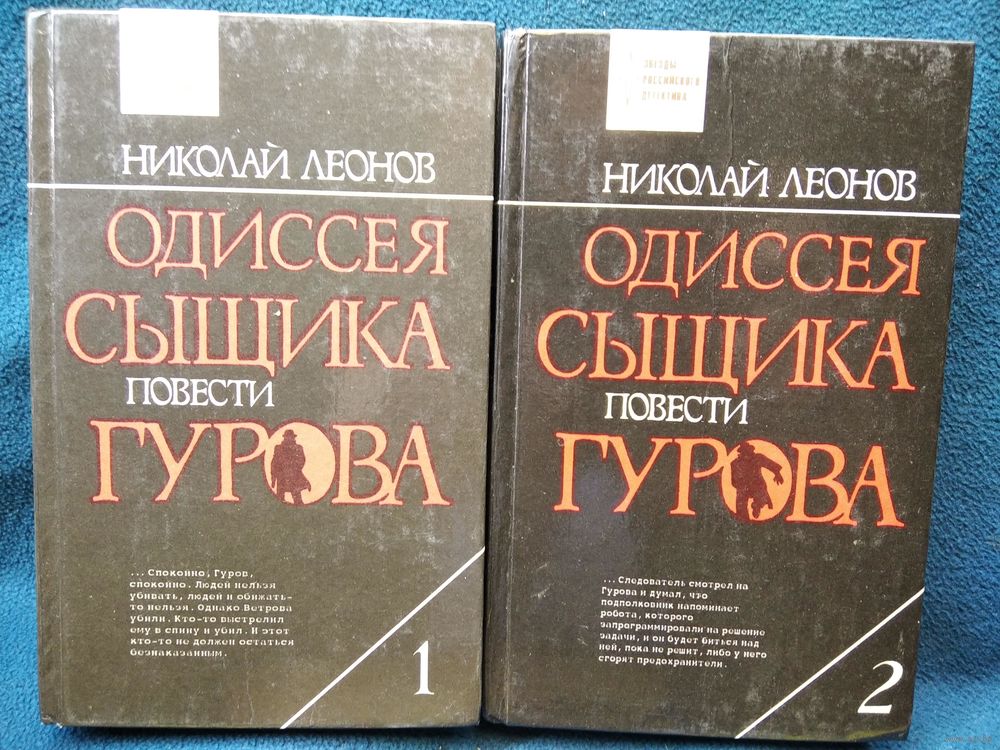 НИКОЛАЙ ЛЕОНОВ
ОДИССЕЯ
СЫЩИКА
ПОВЕСТИ
ГУРОВА
...Спокойно, Гуров,
спокойно. Людей нельзя
убивать, людей и обижать-
то нельзя. Однако Ветрова
убили. Кто-то выстрелил
ему в спину и убил. И этот
кто-то не должен остаться
безнаказанным.
1
ЗВЕЗДЫ
РОССИЙСКОГО
ДЕТЕКТИВА
НИКОЛАЙ ЛЕОНОВ
ОДИССЕЯ
СЫЩИКА
ПОВЕСТИ
ГУРОВА
...Следователь смотрел на
Гурова и думал, что
подполковник напоминает
робота, которого
запрограммировали на решение
задачи, и он будет биться над
ней, пока не решит, либо у него
сгорят предохранители.
2